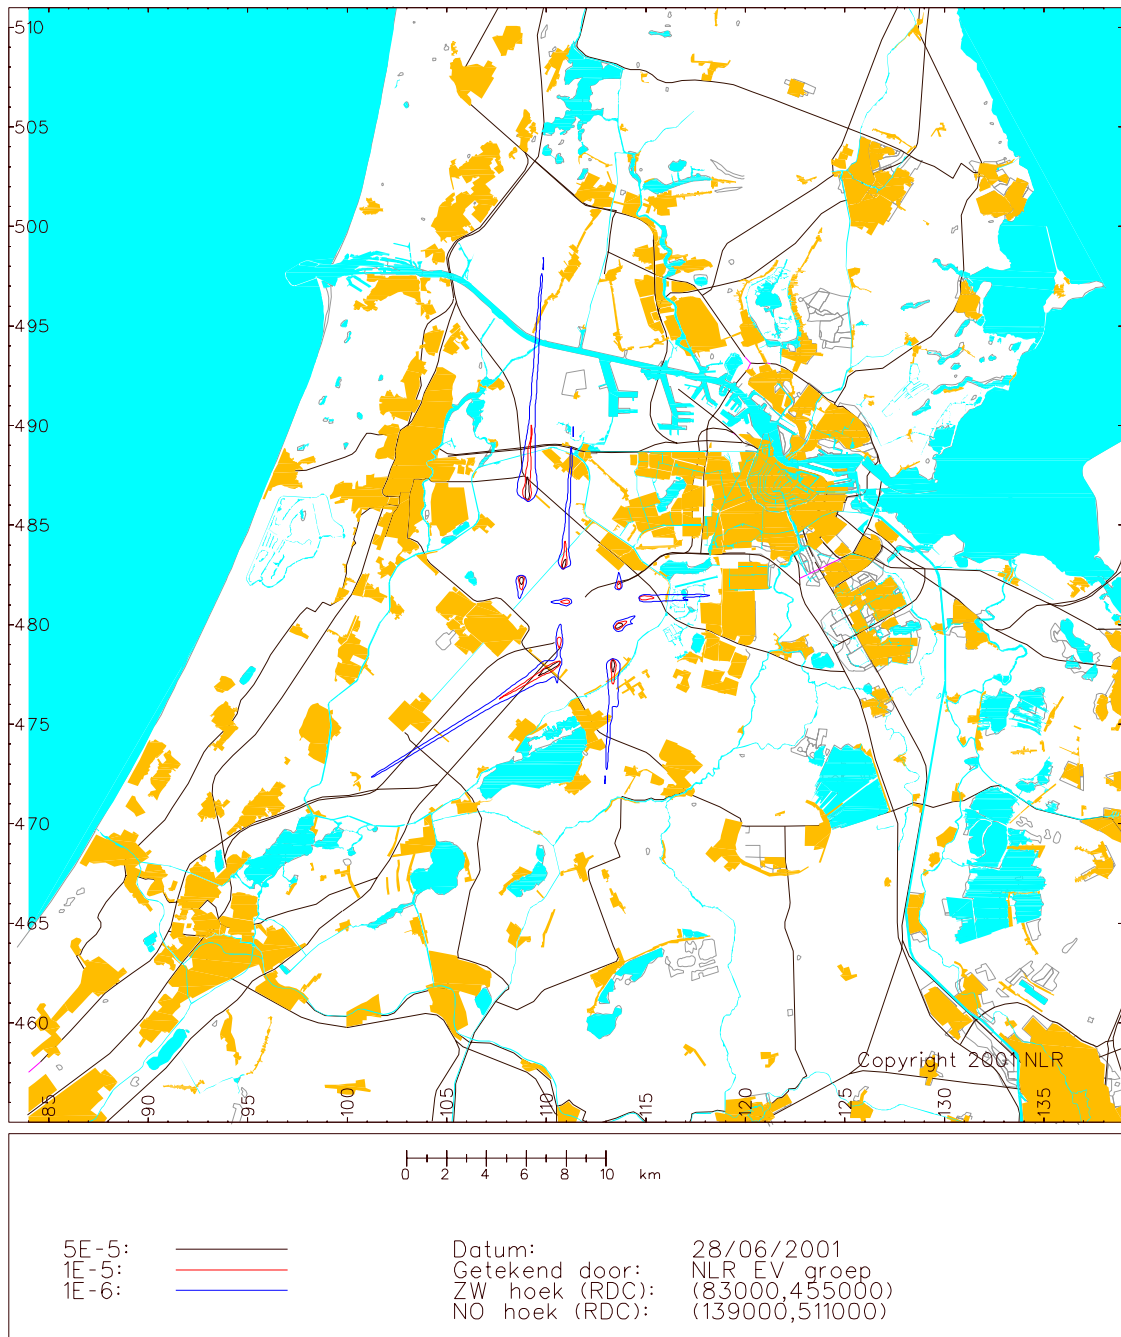 510
505
500
495
490
485
480
475
470
465
460
Copyright 2001 NLR
85
90
95
100
105
110
115
120
125
130
135
0 2 4 6 8 10 km
5E-5:
1E-5:
1E-6:
Datum: 28/06/2001
Getekend door: NLR EV groep
ZW hoek (RDC): (83000,455000)
NO hoek (RDC): (139000,511000)